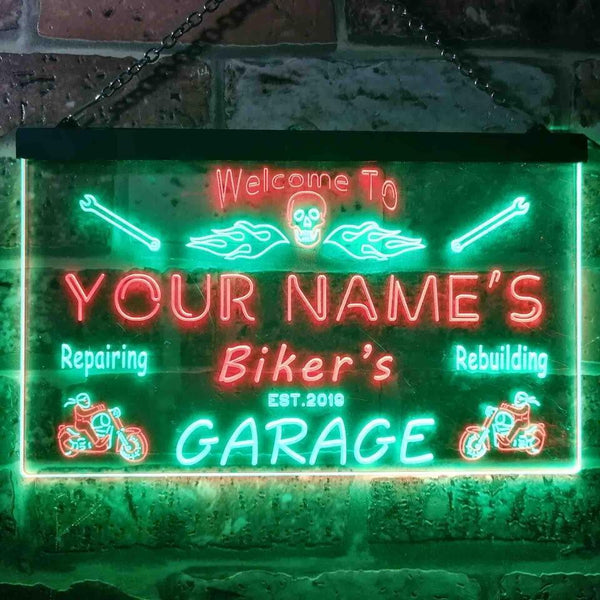 Welcome To
YOUR NAME'S
Repairing
Biker's
Rebuilding
EST.2019
GARAGE